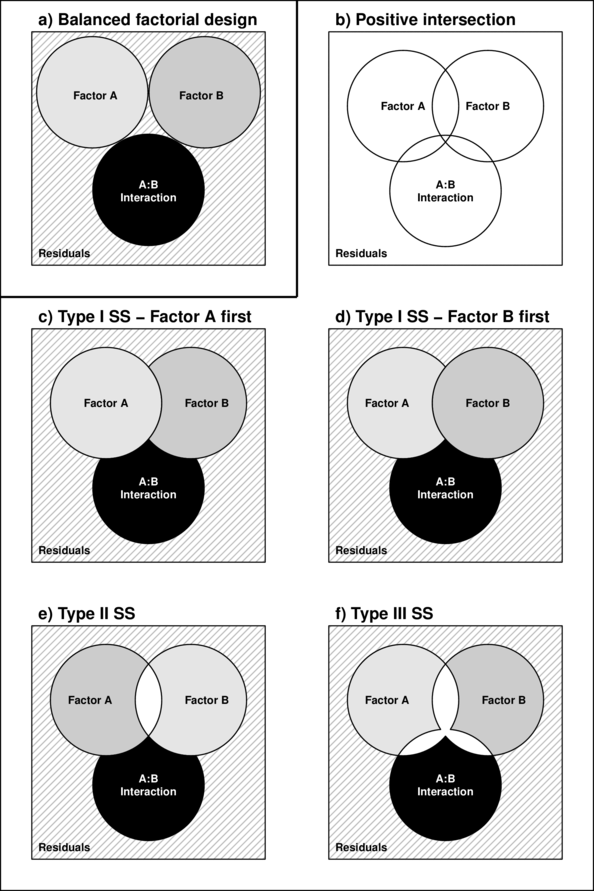 a) Balanced factorial design
Factor A
Factor B
A:B
Interaction
Residuals
b) Positive intersection
Factor A
Factor B
A:B
Interaction
Residuals
c) Type I SS − Factor A first
Factor A
Factor B
A:B
Interaction
Residuals
d) Type I SS − Factor B first
Factor A
Factor B
A:B
Interaction
Residuals
e) Type II SS
Factor A
Factor B
A:B
Interaction
Residuals
f) Type III SS
Factor A
Factor B
A:B
Interaction
Residuals